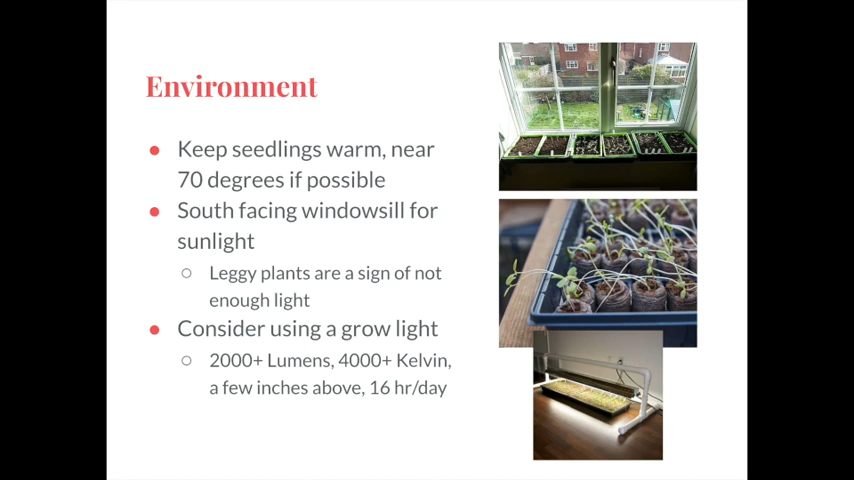 Environment
● Keep seedlings warm, near
70 degrees if possible
● South facing windowsill for
sunlight
○ Leggy plants are a sign of not
enough light
● Consider using a grow light
○ 2000+ Lumens, 4000+ Kelvin,
a few inches above, 16 hr/day